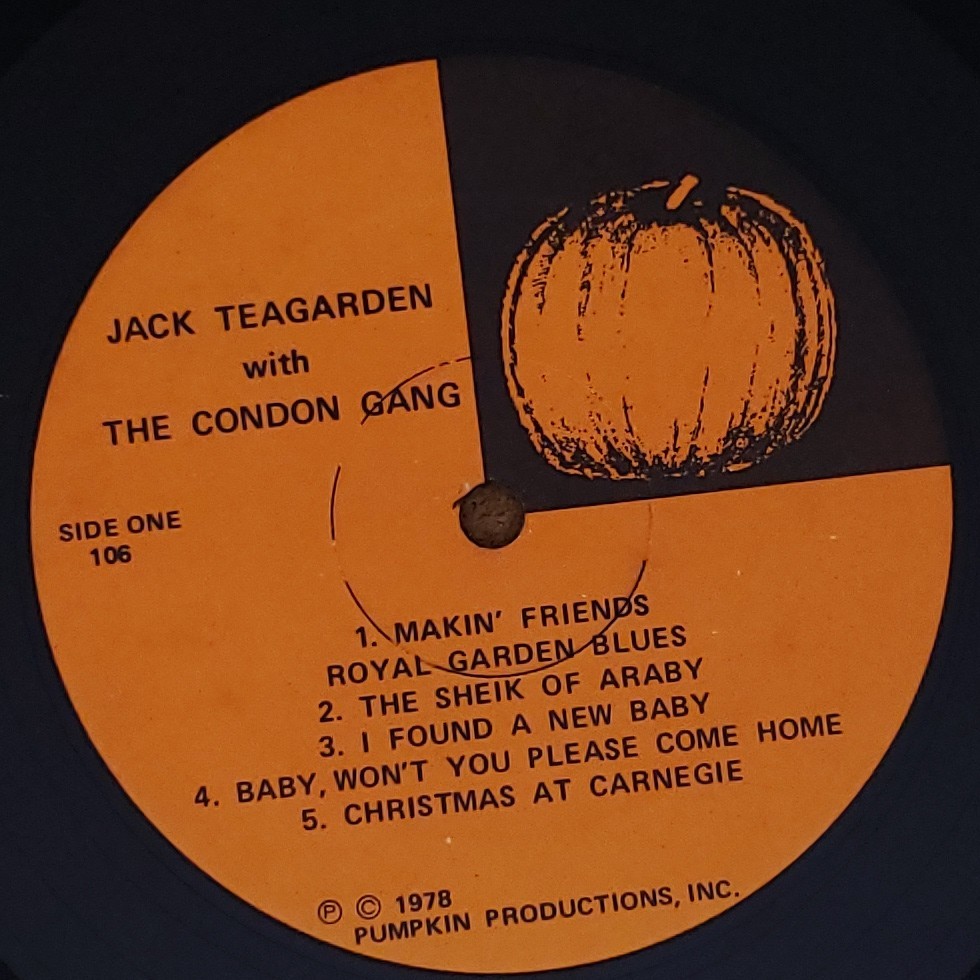 JACK TEAGARDEN
with
THE CONDON GANG
SIDE ONE
106
1. MAKIN' FRIENDS
ROYAL GARDEN BLUES
2. THE SHEIK OF ARABY
3. I FOUND A NEW BABY
4. BABY, WON'T YOU PLEASE COME HOME
5. CHRISTMAS AT CARNEGIE
℗ © 1978
PUMPKIN PRODUCTIONS, INC.